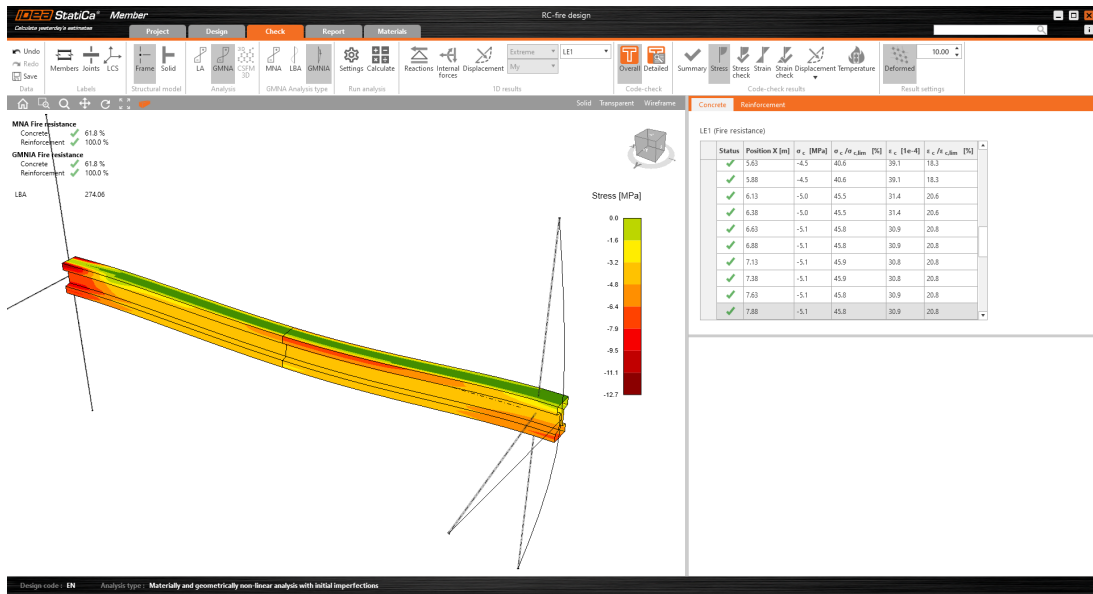 IDEA StatiCa® Member
Calculate yesterday's estimates
RC-fire design
Project Design Check Report Materials
Undo
Redo
Save
Members Joints LCS
Frame Solid
LA GMNA CSFM 3D
MNA LBA GMNIA
Settings Calculate
Reactions Internal forces Displacement
Extreme LE1
My
Overall Detailed
Summary Stress Stress check Strain Strain check Displacement Temperature
Deformed
10.00
Data Labels Structural model Analysis GMNA Analysis type Run analysis 1D results Code-check Code-check results Result settings
Solid Transparent Wireframe
MNA Fire resistance
Concrete 61.8 %
Reinforcement 100.0 %
GMNIA Fire resistance
Concrete 61.8 %
Reinforcement 100.0 %
LBA 274.06
Stress [MPa]
0.0
-1.6
-3.2
-4.8
-6.4
-7.9
-9.5
-11.1
-12.7
Concrete Reinforcement
LE1 (Fire resistance)
Status Position X [m] σ c [MPa] σ c /σ c,lim [%] ε c [1e-4] ε c /ε c,lim [%]
5.63 -4.5 40.6 39.1 18.3
5.88 -4.5 40.6 39.1 18.3
6.13 -5.0 45.5 31.4 20.6
6.38 -5.0 45.5 31.4 20.6
6.63 -5.1 45.8 30.9 20.8
6.88 -5.1 45.8 30.9 20.8
7.13 -5.1 45.9 30.8 20.8
7.38 -5.1 45.9 30.8 20.8
7.63 -5.1 45.8 30.9 20.8
7.88 -5.1 45.8 30.9 20.8
Design code : EN Analysis type : Materially and geometrically non-linear analysis with initial imperfections